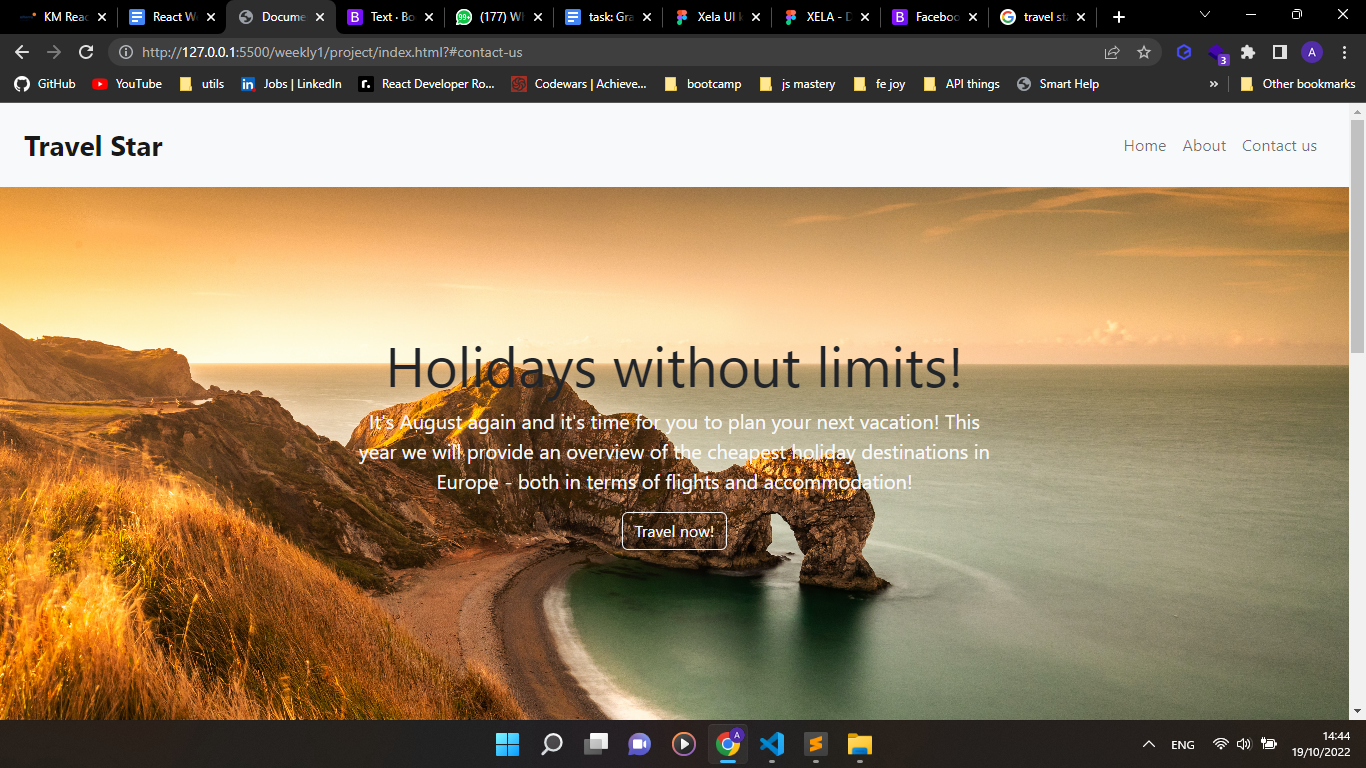 KM Reac
React We
Docume
Text · Bo
(177) Wh
task: Gra
Xela UI k
XELA - D
Faceboo
travel sta
http://127.0.0.1:5500/weekly1/project/index.html?#contact-us
A
3
GitHub
YouTube
utils
Jobs | LinkedIn
React Developer Ro...
Codewars | Achieve...
bootcamp
js mastery
fe joy
API things
Smart Help
»
Other bookmarks
Travel Star
Home About Contact us
Holidays without limits!
It's August again and it's time for you to plan your next vacation! This
year we will provide an overview of the cheapest holiday destinations in
Europe - both in terms of flights and accommodation!
Travel now!
ENG
14:44
19/10/2022